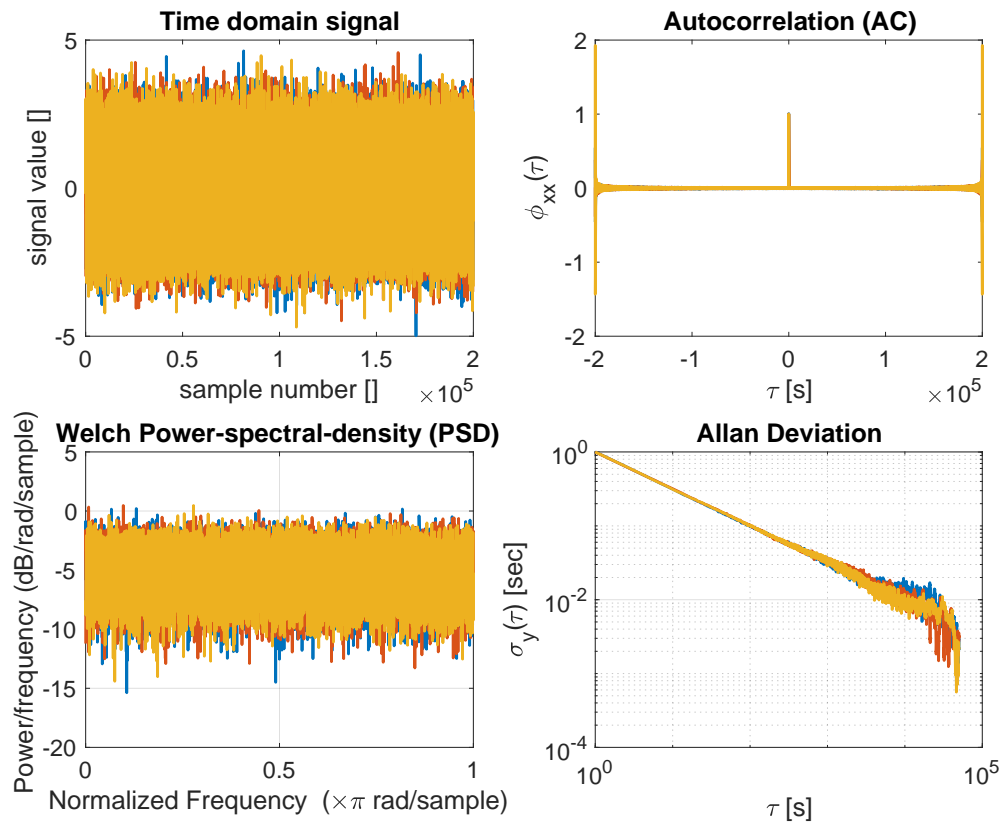 Time domain signal
5
0
-5
signal value []
0
0.5
1
1.5
2
sample number []
×10^5
Autocorrelation (AC)
2
1
0
-1
-2
ϕ_xx(τ)
-2
-1
0
1
2
τ [s]
×10^5
Welch Power-spectral-density (PSD)
5
0
-5
-10
-15
-20
Power/frequency (dB/rad/sample)
0
0.5
1
Normalized Frequency (×π rad/sample)
Allan Deviation
10^0
10^-2
10^-4
σ_y(τ) [sec]
10^0
10^5
τ [s]